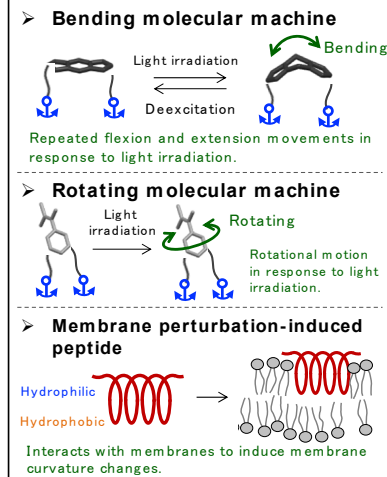 ➤ Bending molecular machine
Light irradiation
Bending
Deexcitation
Repeated flexion and extension movements in
response to light irradiation.
➤ Rotating molecular machine
Light
irradiation
Rotating
Rotational motion
in response to light
irradiation.
➤ Membrane perturbation-induced
peptide
Hydrophilic
Hydrophobic
Interacts with membranes to induce membrane
curvature changes.